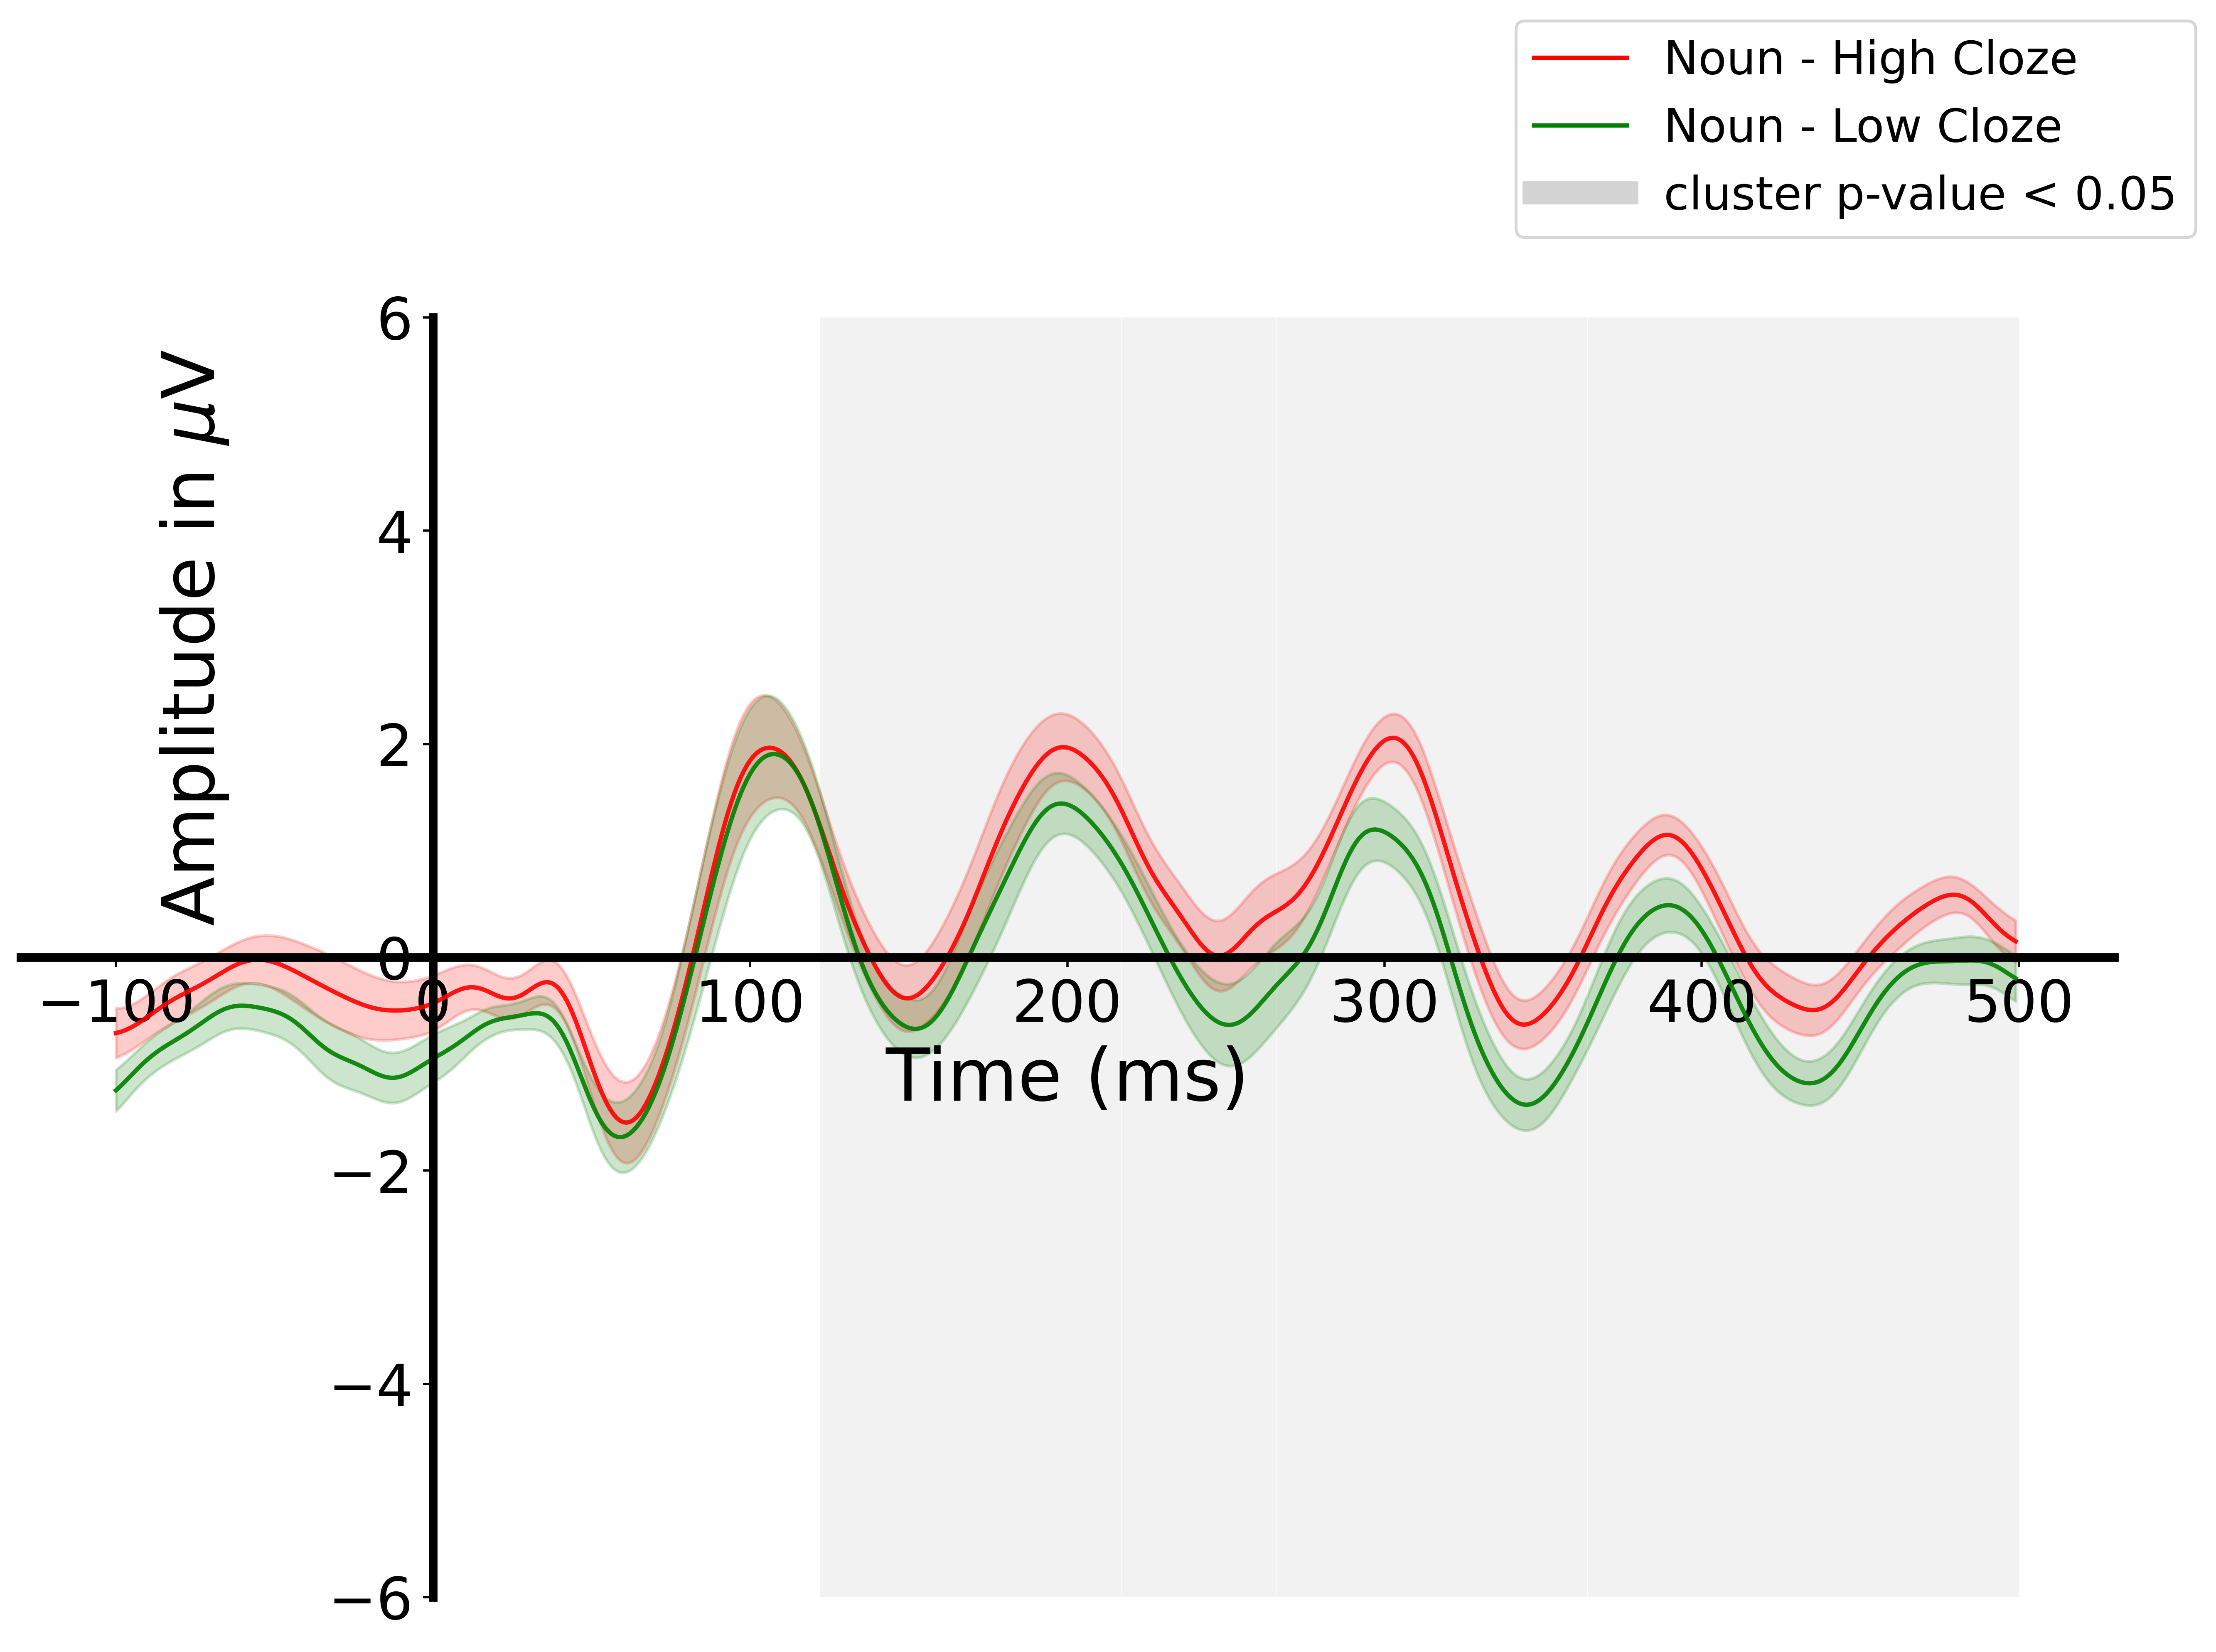 Noun - High Cloze
Noun - Low Cloze
cluster p-value < 0.05
Amplitude in μV
6
4
2
0
−2
−4
−6
−100 0 100 200 300 400 500
Time (ms)